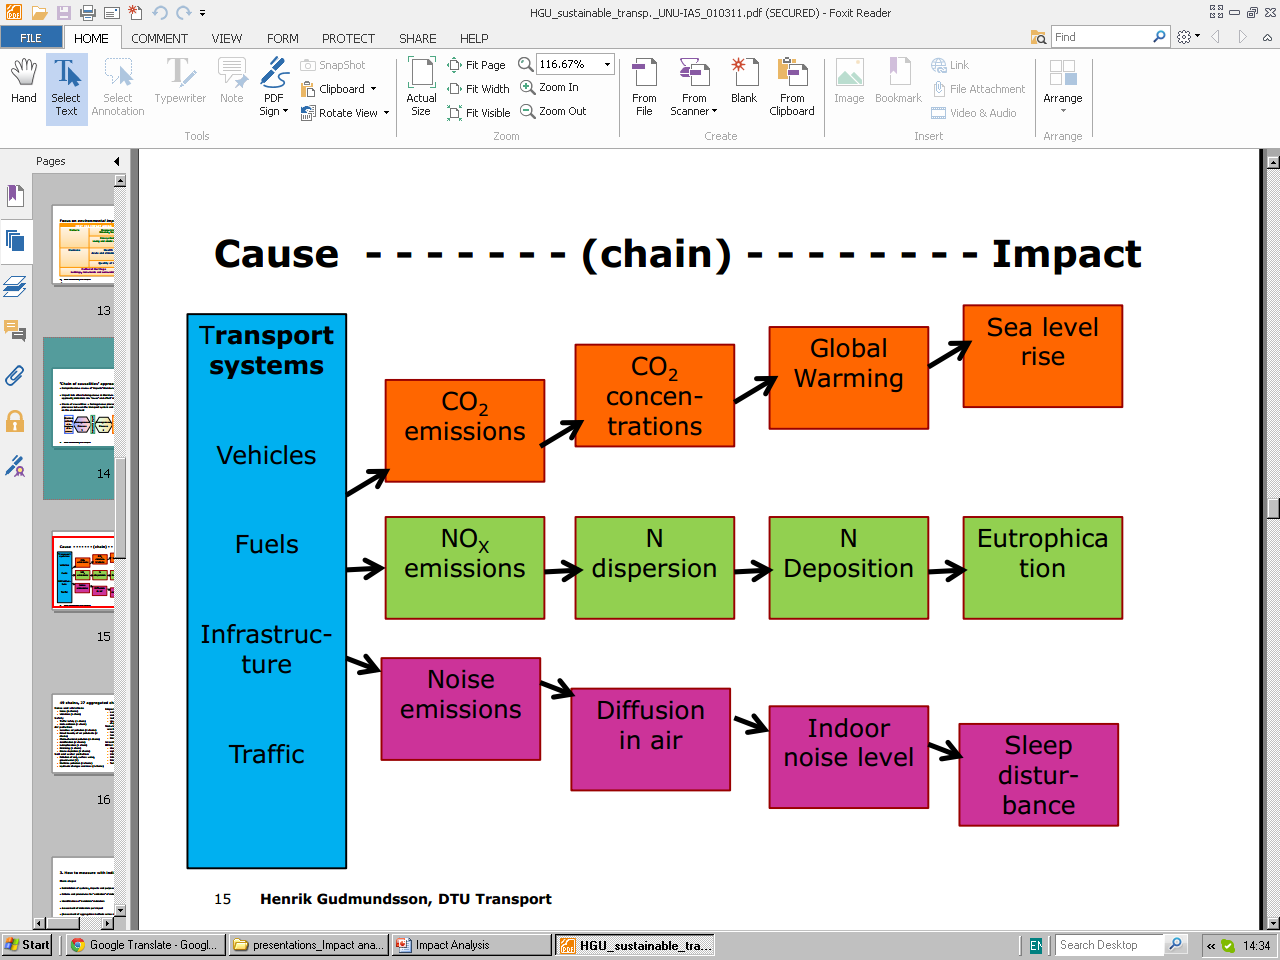 HGU_sustainable_transp._UNU-IAS_010311.pdf (SECURED) - Foxit Reader
FILE HOME COMMENT VIEW FORM PROTECT SHARE HELP Find
Hand
Select Text
Select Annotation
Typewriter
Note
PDF Sign
SnapShot
Clipboard
Rotate View
Tools
Actual Size
Fit Page
Fit Width
Fit Visible
116.67%
Zoom In
Zoom Out
Zoom
From File
From Scanner
Blank
From Clipboard
Create
Image
Bookmark
Link
File Attachment
Video & Audio
Insert
Arrange
Arrange
Pages
13
14
15
16
Cause - - - - - - - (chain) - - - - - - - - Impact
Transport
systems
Vehicles
Fuels
Infrastruc-
ture
Traffic
CO2
emissions
CO2
concen-
trations
Global
Warming
Sea level
rise
NOX
emissions
N
dispersion
N
Deposition
Eutrophica
tion
Noise
emissions
Diffusion
in air
Indoor
noise level
Sleep
distur-
bance
15 Henrik Gudmundsson, DTU Transport
Start Google Translate - Googl... presentations_Impact ana... Impact Analysis HGU_sustainable_tra... EN Search Desktop « 14:34